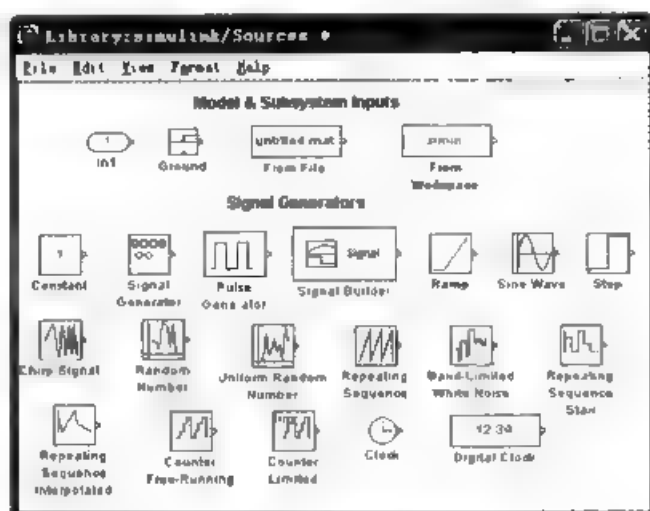 Library:simulink/Sources *
File Edit View Format Help
Model & Subsystem Inputs
1
untitled.mat
simin
In1
Ground
From File
From
Workspace
Signal Generators
1
Signal
Constant
Signal
Generator
Pulse
Generator
Signal Builder
Ramp
Sine Wave
Step
Chirp Signal
Random
Number
Uniform Random
Number
Repeating
Sequence
Band-Limited
White Noise
Repeating
Sequence
Stair
12:34
Repeating
Sequence
Interpolated
Counter
Free-Running
Counter
Limited
Clock
Digital Clock